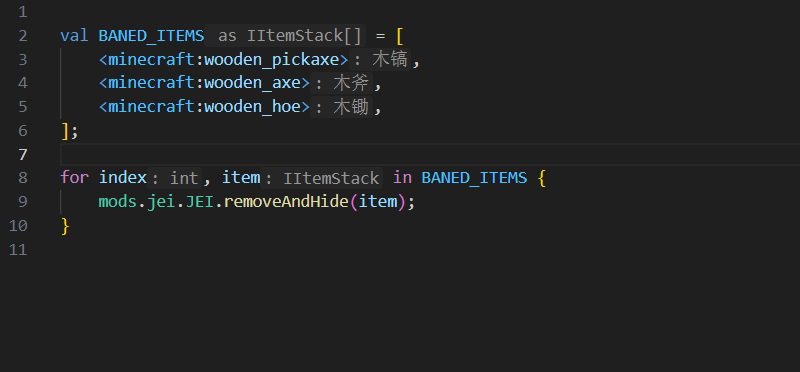 1
2 val BANED_ITEMS as IItemStack[] = [
3 <minecraft:wooden_pickaxe>: 木镐,
4 <minecraft:wooden_axe>: 木斧,
5 <minecraft:wooden_hoe>: 木锄,
6 ];
7
8 for index: int, item: IItemStack in BANED_ITEMS {
9 mods.jei.JEI.removeAndHide(item);
10 }
11